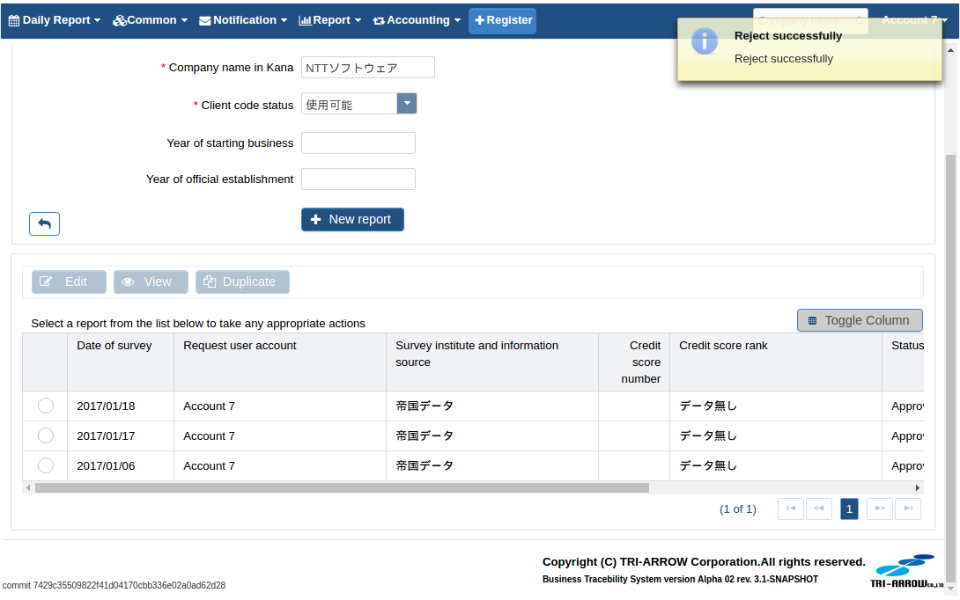 Daily Report Common Notification Report Accounting Register Account 7
Reject successfully
Reject successfully
* Company name in Kana NTTソフトウェア
* Client code status 使用可能
Year of starting business
Year of official establishment
New report
Edit View Duplicate
Select a report from the list below to take any appropriate actions
Toggle Column
Date of survey Request user account Survey institute and information source Credit score number Credit score rank Status
2017/01/18 Account 7 帝国データ データ無し Approv
2017/01/17 Account 7 帝国データ データ無し Approv
2017/01/06 Account 7 帝国データ データ無し Approv
(1 of 1) 1
Copyright (C) TRI-ARROW Corporation.All rights reserved.
Business Tracebility System version Alpha 02 rev. 3.1-SNAPSHOT
TRI-ARROW
commit 7429c35509822f41d04170cbb336e02a0ad62d28